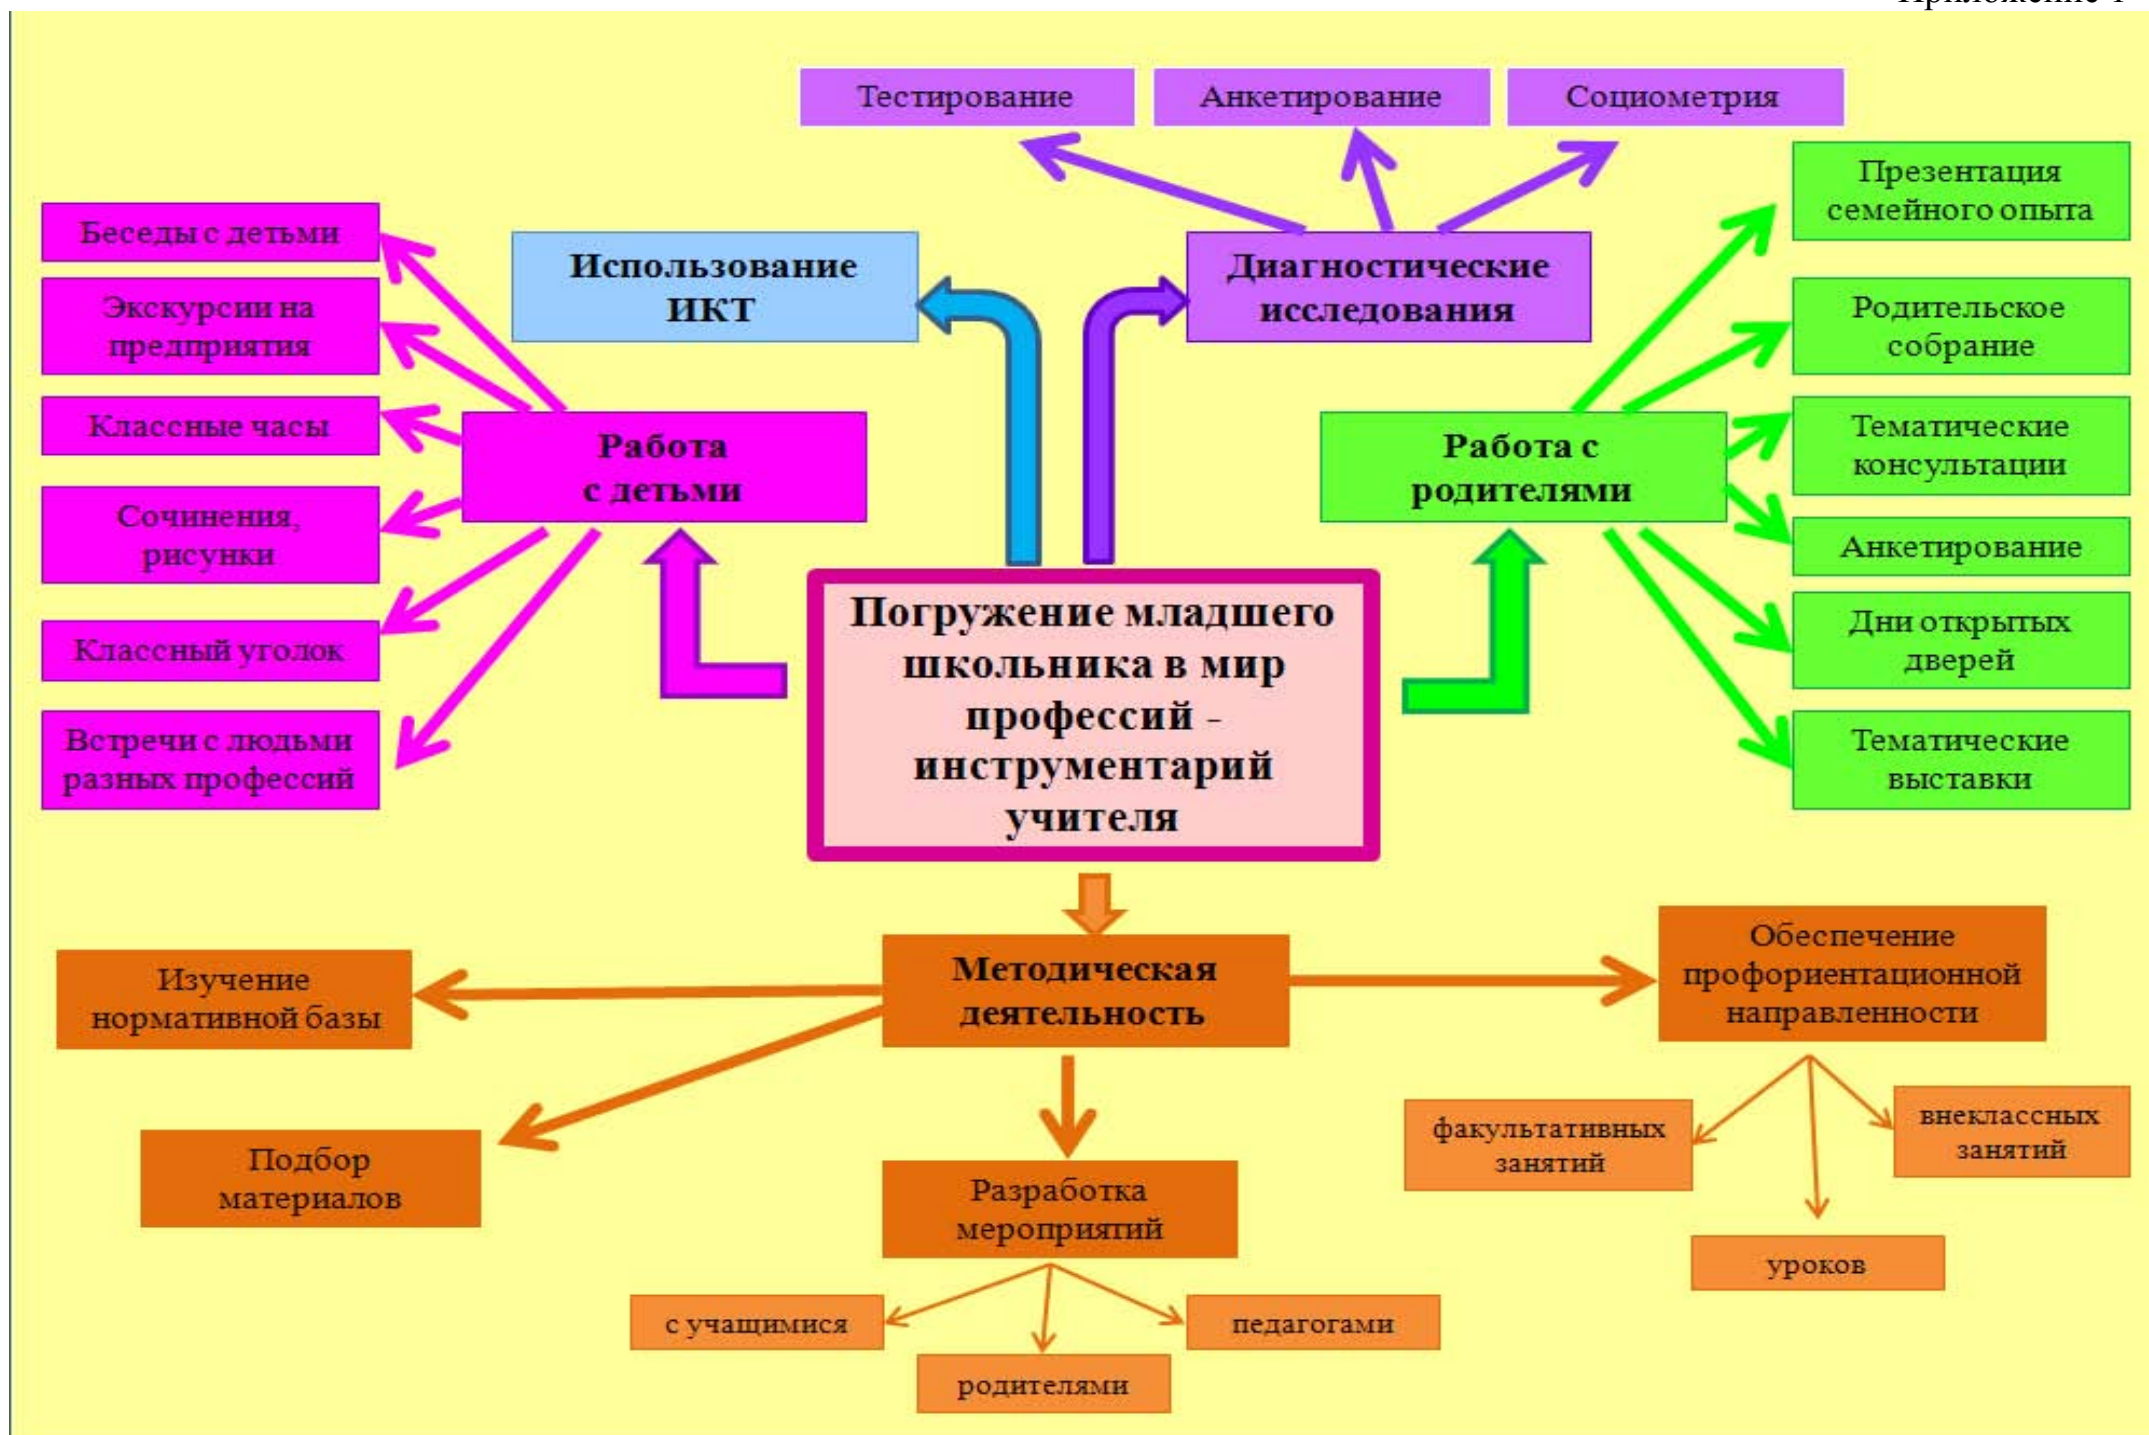 Приложение 1
Тестирование
Анкетирование
Социометрия
Презентация
семейного опыта
Беседы с детьми
Использование
ИКТ
Диагностические
исследования
Экскурсии на
предприятия
Родительское
собрание
Классные часы
Работа
с детьми
Работа с
родителями
Тематические
консультации
Сочинения,
рисунки
Анкетирование
Погружение младшего
школьника в мир
профессий -
инструментарий
учителя
Классный уголок
Дни открытых
дверей
Встречи с людьми
разных профессий
Тематические
выставки
Методическая
деятельность
Изучение
нормативной базы
Обеспечение
профориентационной
направленности
Подбор
материалов
Разработка
мероприятий
факультативных
занятий
внеклассных
занятий
уроков
с учащимися
родителями
педагогами